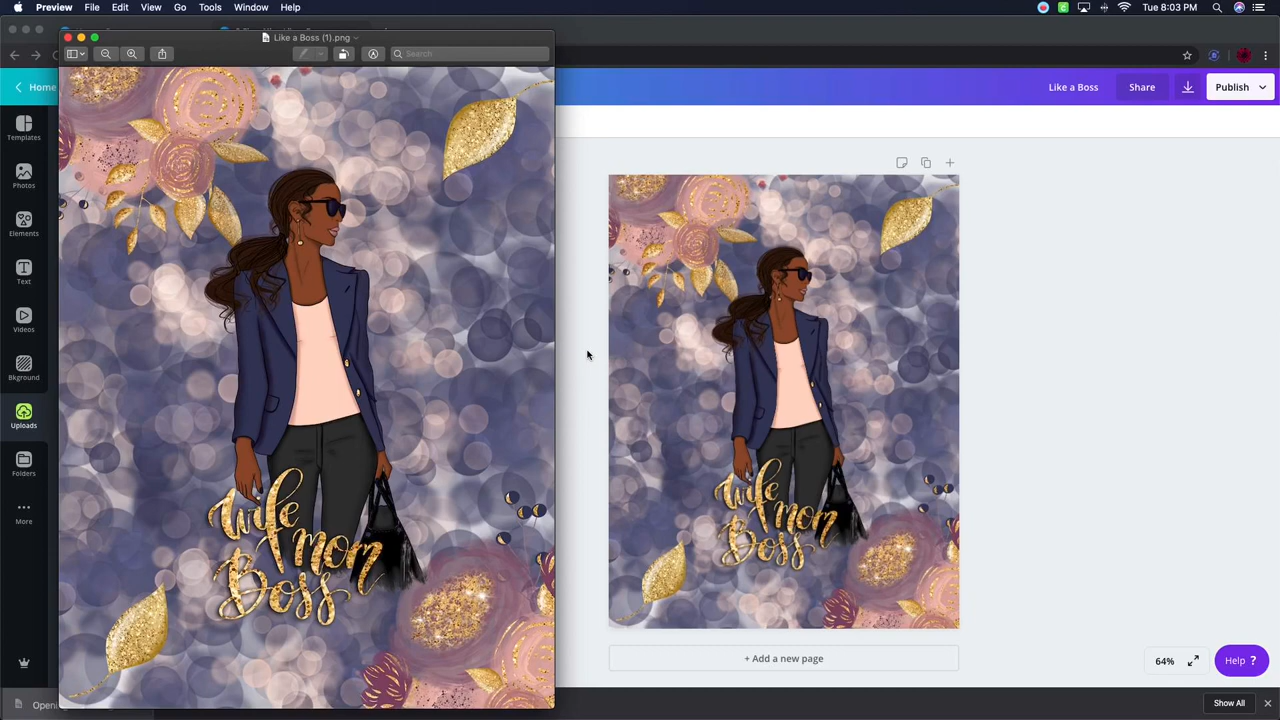 Preview File Edit View Go Tools Window Help
Tue 8:03 PM
Like a Boss (1).png
Search
Home
Like a Boss
Share
Publish
Templates
Photos
Elements
Text
Videos
Bkground
Uploads
Folders
More
wife
mom
Boss
wife
mom
Boss
+ Add a new page
64%
Help ?
Show All